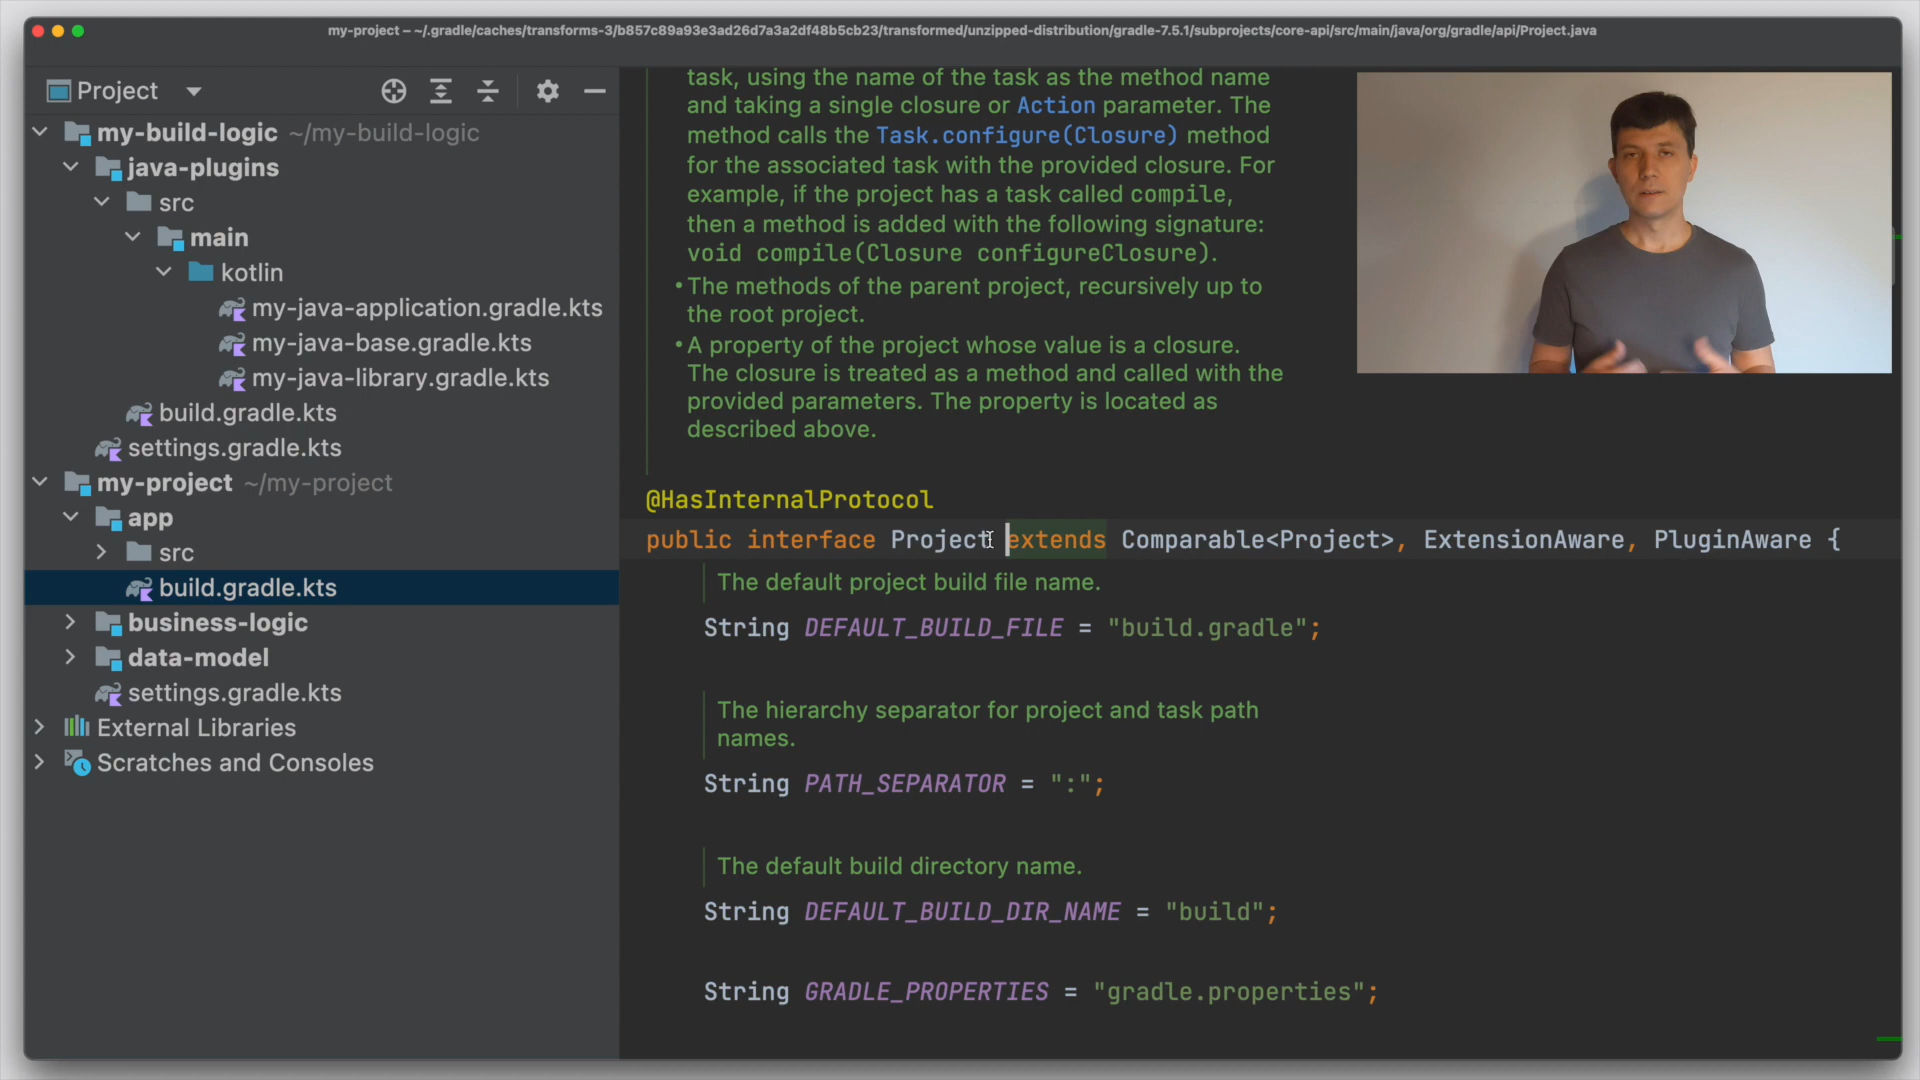 my-project – ~/.gradle/caches/transforms-3/b857c89a93e3ad26d7a3a2df48b5cb23/transformed/unzipped-distribution/gradle-7.5.1/subprojects/core-api/src/main/java/org/gradle/api/Project.java
Project
my-build-logic ~/my-build-logic
java-plugins
src
main
kotlin
my-java-application.gradle.kts
my-java-base.gradle.kts
my-java-library.gradle.kts
build.gradle.kts
settings.gradle.kts
my-project ~/my-project
app
src
build.gradle.kts
business-logic
data-model
settings.gradle.kts
External Libraries
Scratches and Consoles
task, using the name of the task as the method name
and taking a single closure or Action parameter. The
method calls the Task.configure(Closure) method
for the associated task with the provided closure. For
example, if the project has a task called compile,
then a method is added with the following signature:
void compile(Closure configureClosure).
• The methods of the parent project, recursively up to
the root project.
• A property of the project whose value is a closure.
The closure is treated as a method and called with the
provided parameters. The property is located as
described above.
@HasInternalProtocol
public interface Project extends Comparable<Project>, ExtensionAware, PluginAware {
The default project build file name.
String DEFAULT_BUILD_FILE = "build.gradle";
The hierarchy separator for project and task path
names.
String PATH_SEPARATOR = ":";
The default build directory name.
String DEFAULT_BUILD_DIR_NAME = "build";
String GRADLE_PROPERTIES = "gradle.properties";